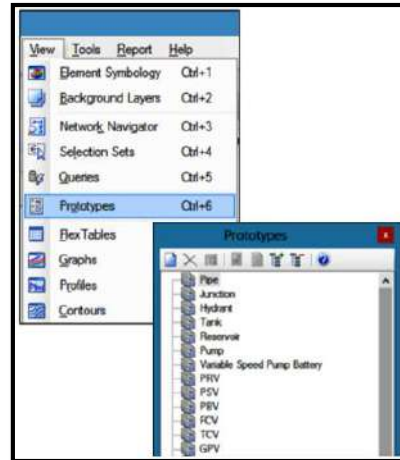 View Tools Report Help
Element Symbology Ctrl+1
Background Layers Ctrl+2
Network Navigator Ctrl+3
Selection Sets Ctrl+4
Queries Ctrl+5
Prototypes Ctrl+6
FlexTables
Graphs
Profiles
Contours
Prototypes
Pipe
Junction
Hydrant
Tank
Reservoir
Pump
Variable Speed Pump Battery
PRV
PSV
PBV
FCV
TCV
GPV